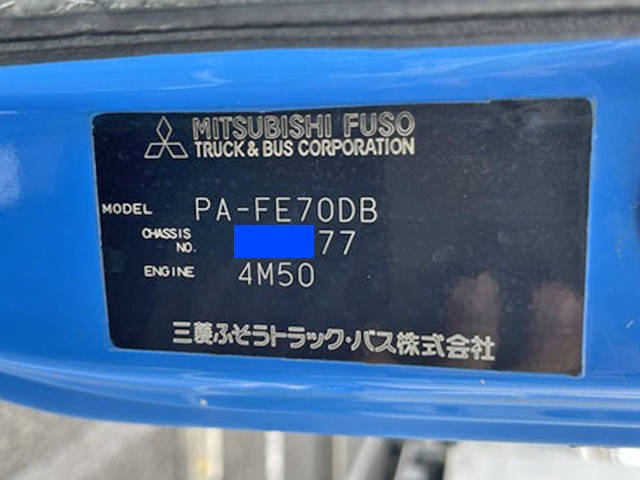 MITSUBISHI FUSO
TRUCK & BUS CORPORATION
MODEL PA-FE70DB
CHASSIS NO. 77
ENGINE 4M50
三菱ふそうトラック・バス株式会社